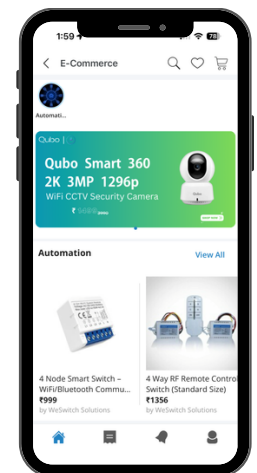 1:59
78
E-Commerce
Automati...
Qubo |
Qubo Smart 360
2K 3MP 1296p
WiFi CCTV Security Camera
Automation
View All
4 Node Smart Switch –
WiFi/Bluetooth Commu...
₹999
by WeSwitch Solutions
4 Way RF Remote Control
Switch (Standard Size)
₹1356
by WeSwitch Solutions